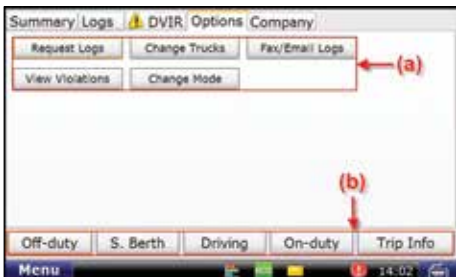 Summary Logs DVIR Options Company
Request Logs Change Trucks Fax/Email Logs
(a)
View Violations Change Mode
(b)
Off-duty S. Berth Driving On-duty Trip Info
Menu 14:02